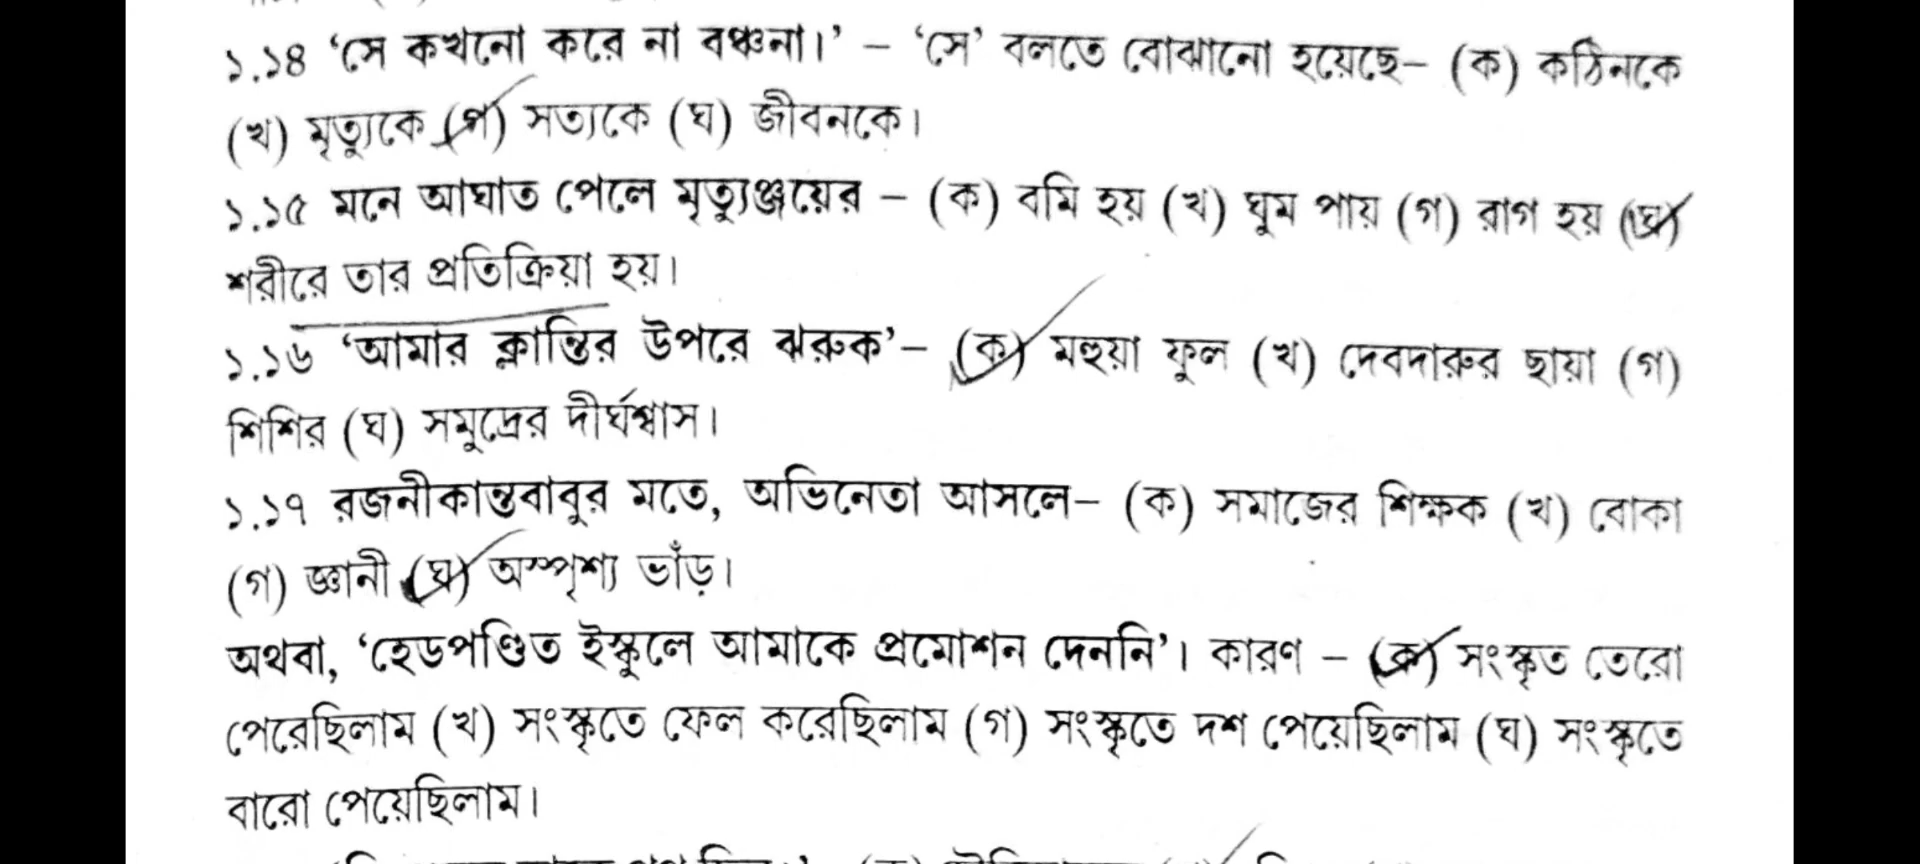 ১.১৪ ‘সে কখনো করে না বঞ্চনা।’ – ‘সে’ বলতে বোঝানো হয়েছে– (ক) কঠিনকে
(খ) মৃত্যুকে (গ) সত্যকে (ঘ) জীবনকে।
১.১৫ মনে আঘাত পেলে মৃত্যুঞ্জয়ের – (ক) বমি হয় (খ) ঘুম পায় (গ) রাগ হয় (ঘ)
শরীরে তার প্রতিক্রিয়া হয়।
১.১৬ ‘আমার ক্লান্তির উপরে ঝরুক’– (ক) মহুয়া ফুল (খ) দেবদারুর ছায়া (গ)
শিশির (ঘ) সমুদ্রের দীর্ঘশ্বাস।
১.১৭ রজনীকান্তবাবুর মতে, অভিনেতা আসলে– (ক) সমাজের শিক্ষক (খ) বোকা
(গ) জ্ঞানী (ঘ) অস্পৃশ্য ভাঁড়।
অথবা, ‘হেডপণ্ডিত ইস্কুলে আমাকে প্রমোশন দেননি’। কারণ – (ক) সংস্কৃত তেরো
পেরেছিলাম (খ) সংস্কৃতে ফেল করেছিলাম (গ) সংস্কৃতে দশ পেয়েছিলাম (ঘ) সংস্কৃতে
বারো পেয়েছিলাম।